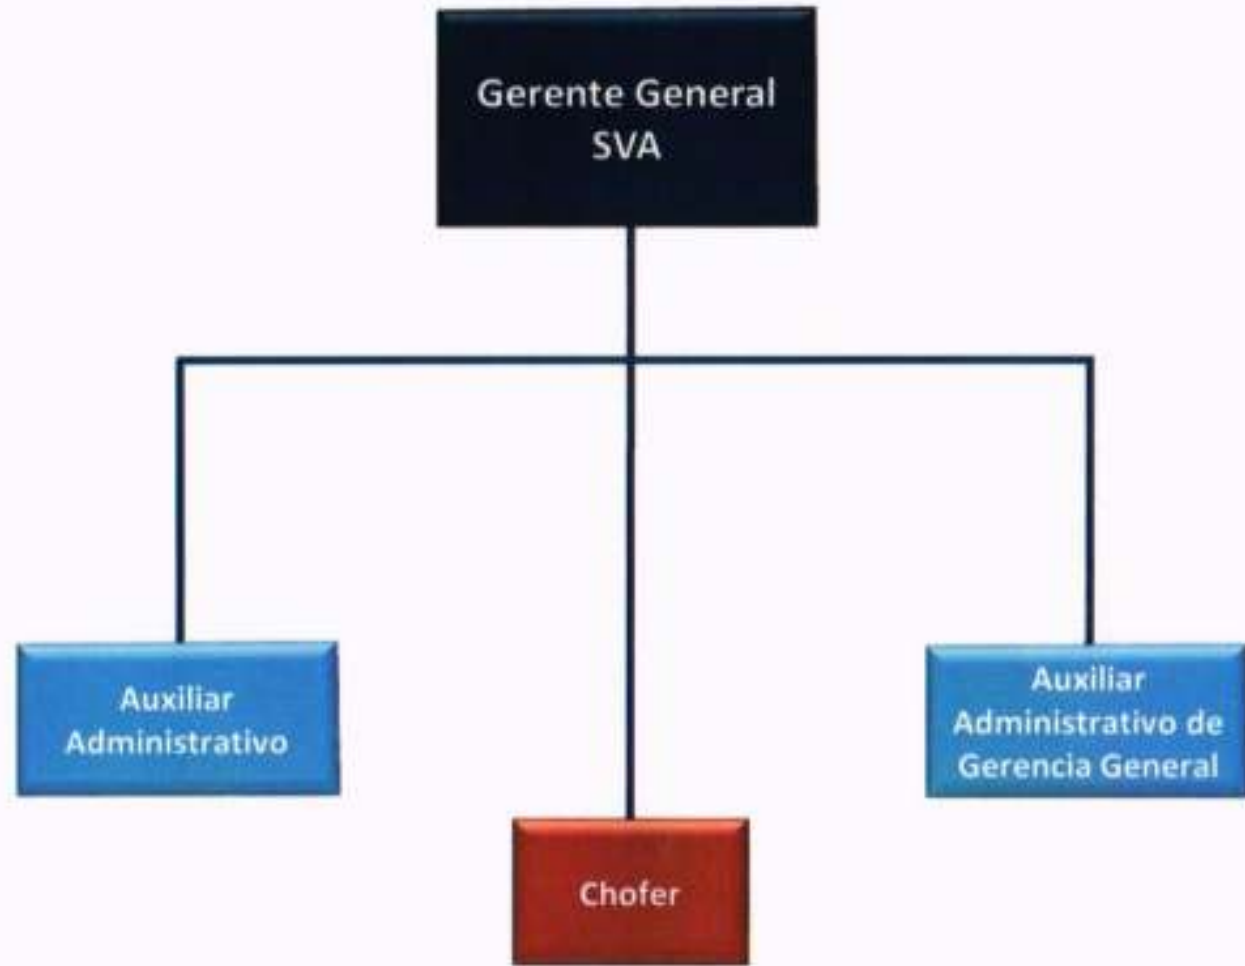 Gerente General
SVA
Auxiliar
Administrativo
Auxiliar
Administrativo de
Gerencia General
Chofer